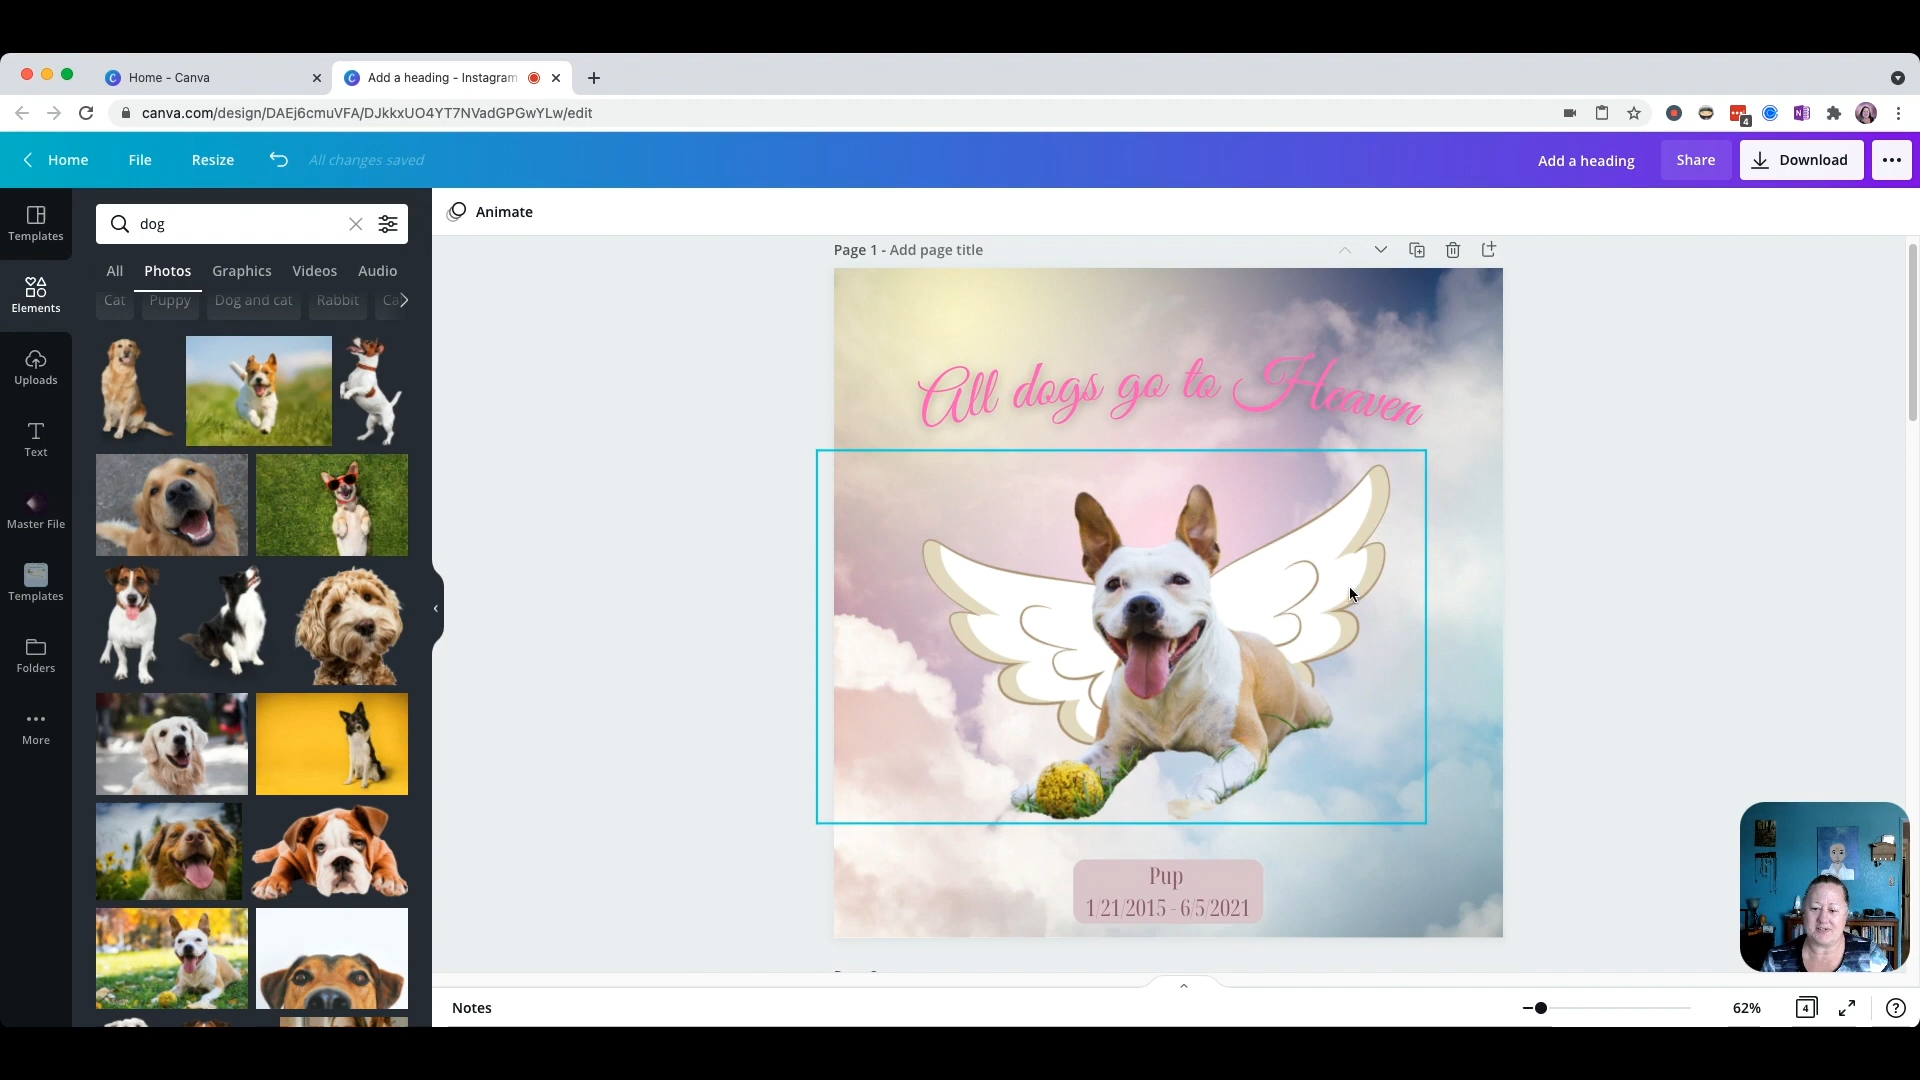 Home - Canva
Add a heading - Instagram
canva.com/design/DAEj6cmuVFA/DJkkxUO4YT7NVadGPGwYLw/edit
4
Home
File
Resize
All changes saved
Add a heading
Share
Download
Templates
Elements
Uploads
Text
Master File
Templates
Folders
More
dog
All
Photos
Graphics
Videos
Audio
Cat
Puppy
Dog and cat
Rabbit
Ca
Animate
Page 1 - Add page title
All dogs go to Heaven
Pup
1/21/2015 - 6/5/2021
Notes
62%
4
?